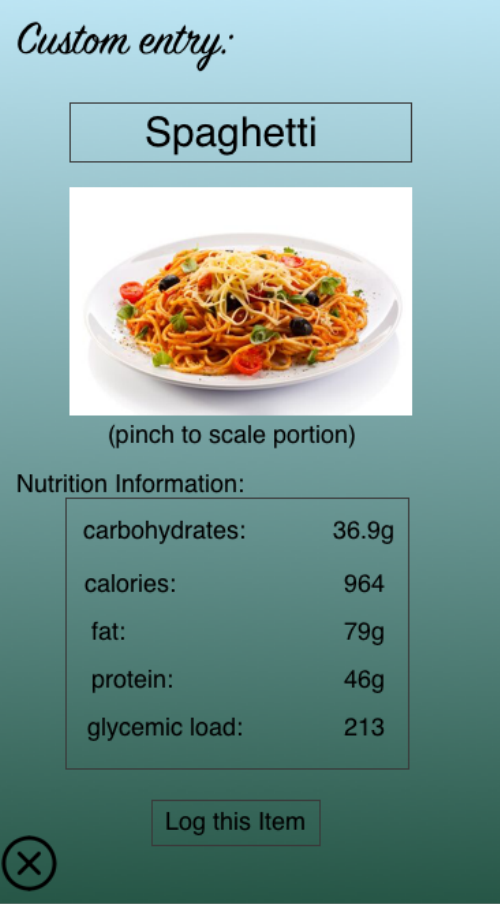 Custom entry:
Spaghetti
(pinch to scale portion)
Nutrition Information:
carbohydrates: 36.9g
calories: 964
fat: 79g
protein: 46g
glycemic load: 213
Log this Item